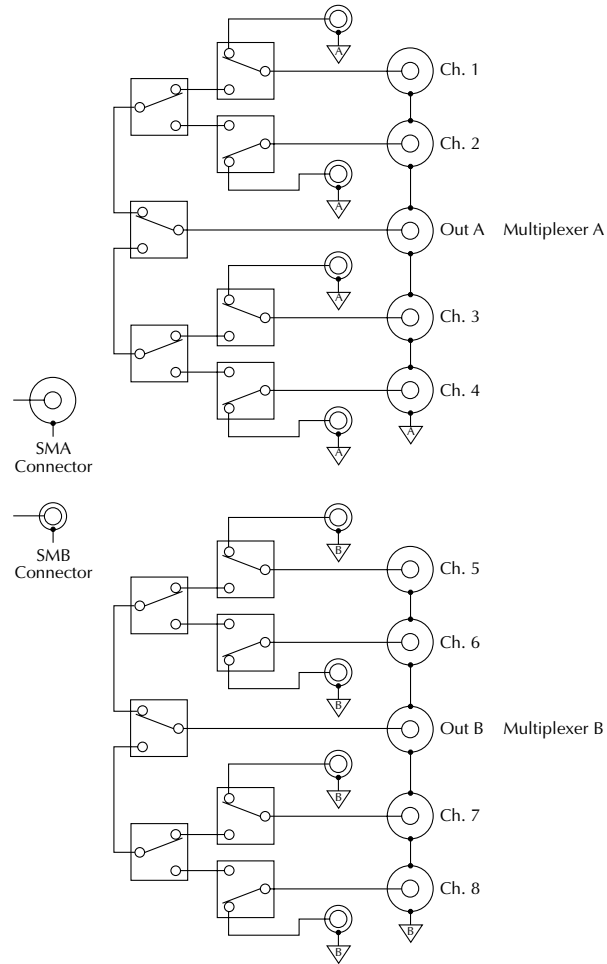 A
Ch. 1
Ch. 2
A
Out A Multiplexer A
A
Ch. 3
Ch. 4
A
A
SMA
Connector
SMB
Connector
B
Ch. 5
Ch. 6
B
Out B Multiplexer B
B
Ch. 7
Ch. 8
B
B